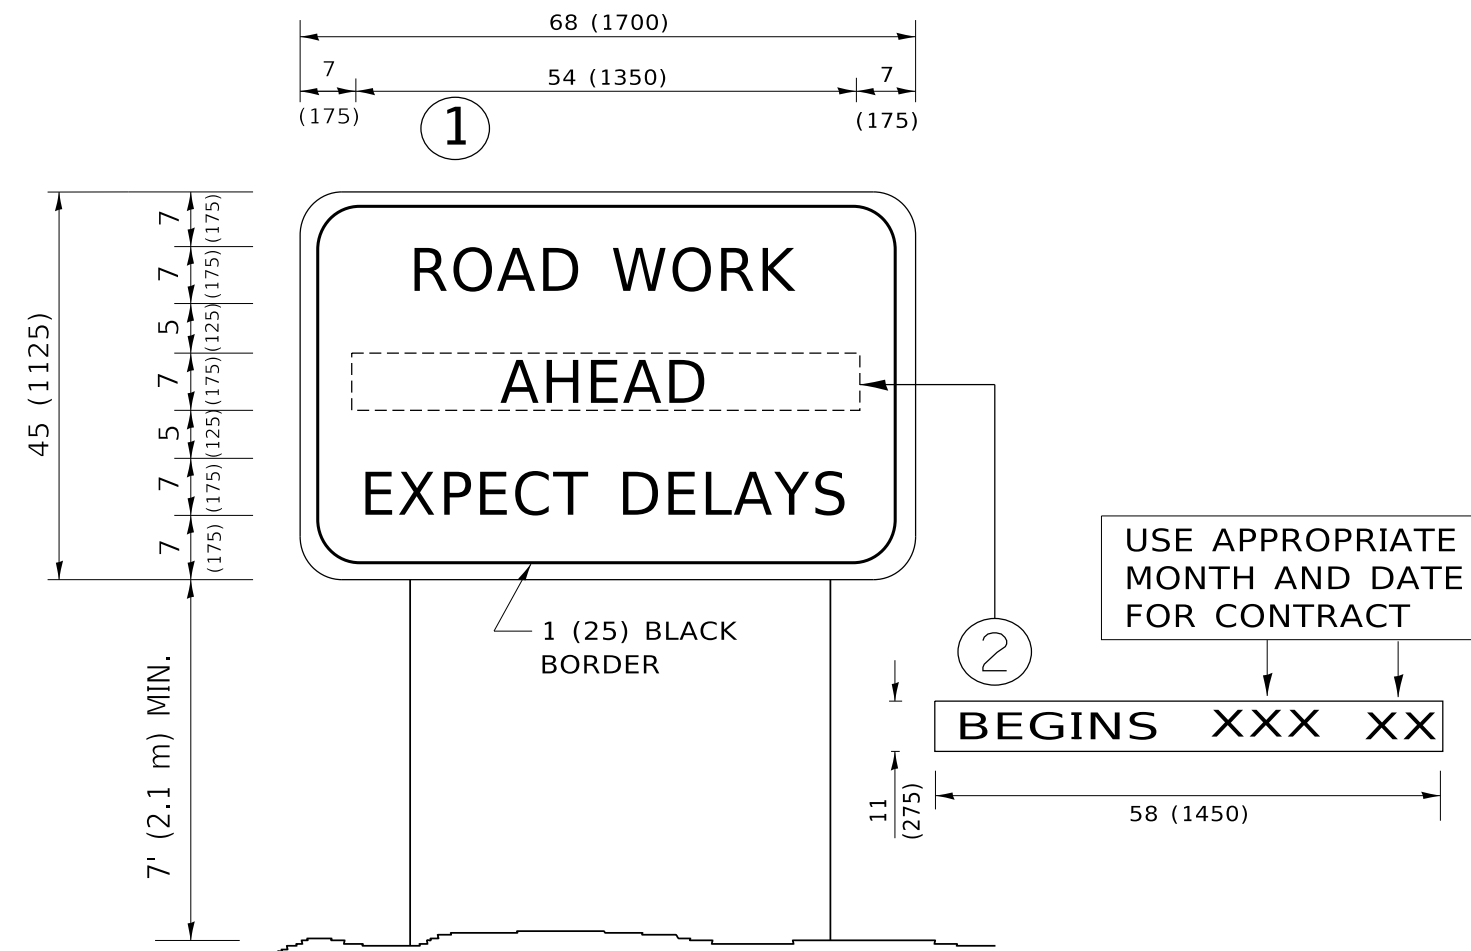 68 (1700)
7
54 (1350)
7
(175)
(175)
1
45 (1125)
7
(175)
7
(175)
5
(125)
7
(175)
5
(125)
7
(175)
7
(175)
ROAD WORK
AHEAD
EXPECT DELAYS
1 (25) BLACK
BORDER
7' (2.1 m) MIN.
USE APPROPRIATE
MONTH AND DATE
FOR CONTRACT
2
BEGINS XXX XX
11
(275)
58 (1450)